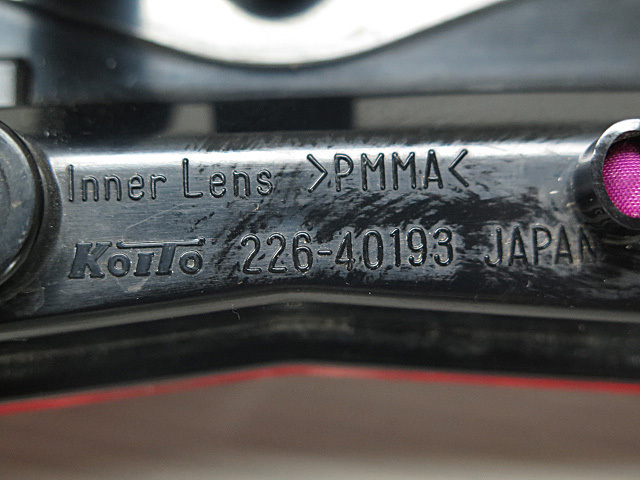 Inner Lens >PMMA<
KoiTo 226-40193 JAPAN